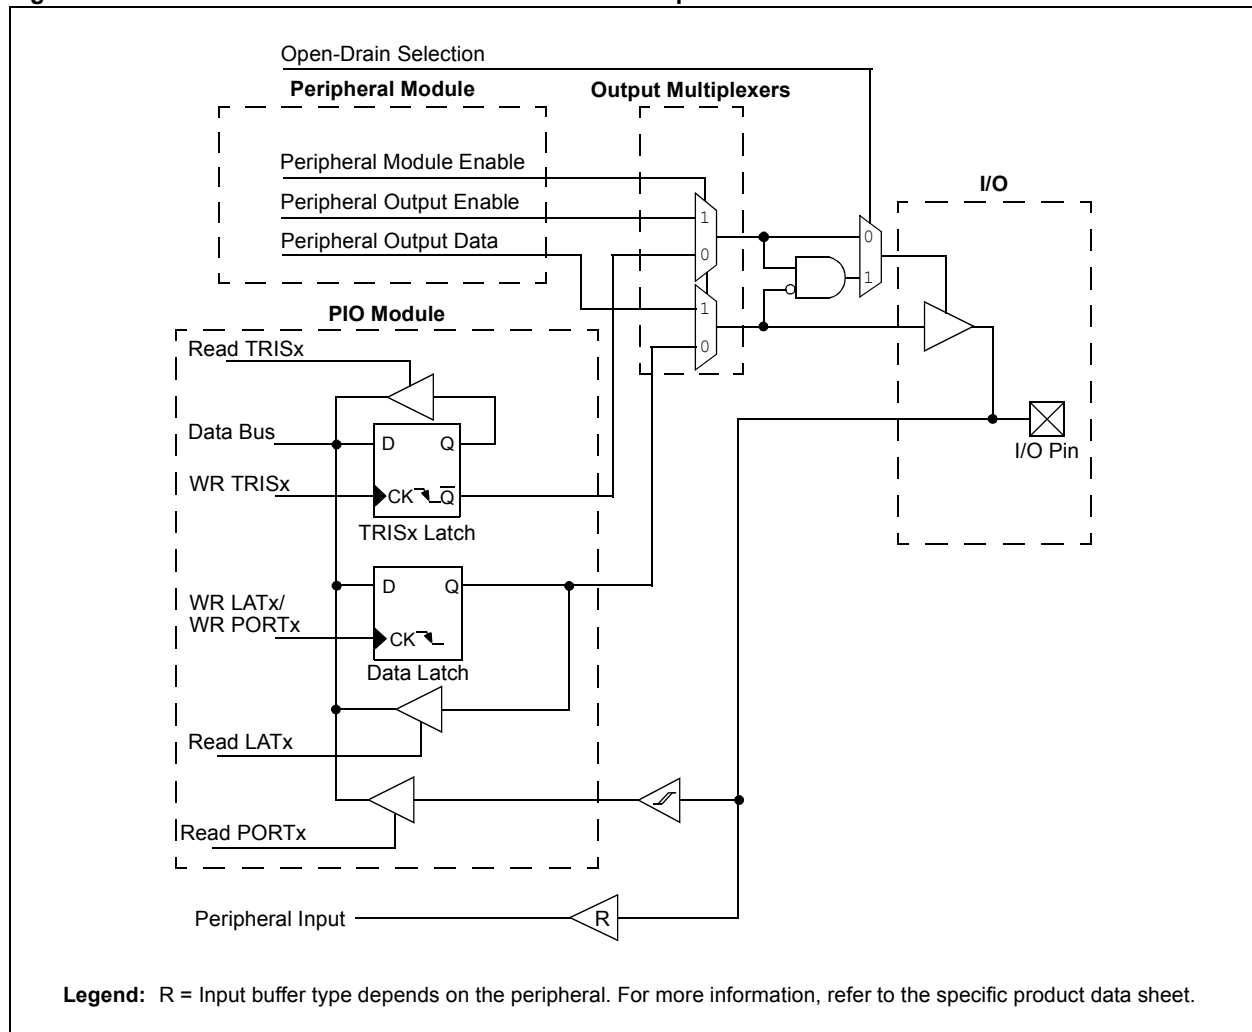 Open-Drain Selection
Peripheral Module
Output Multiplexers
Peripheral Module Enable
I/O
Peripheral Output Enable
1
Peripheral Output Data
0
0
1
1
PIO Module
0
Read TRISx
Data Bus
D
Q
I/O Pin
WR TRISx
CK
Q̅
TRISx Latch
D
Q
WR LATx/
WR PORTx
CK
Data Latch
Read LATx
Read PORTx
Peripheral Input
R
Legend: R = Input buffer type depends on the peripheral. For more information, refer to the specific product data sheet.